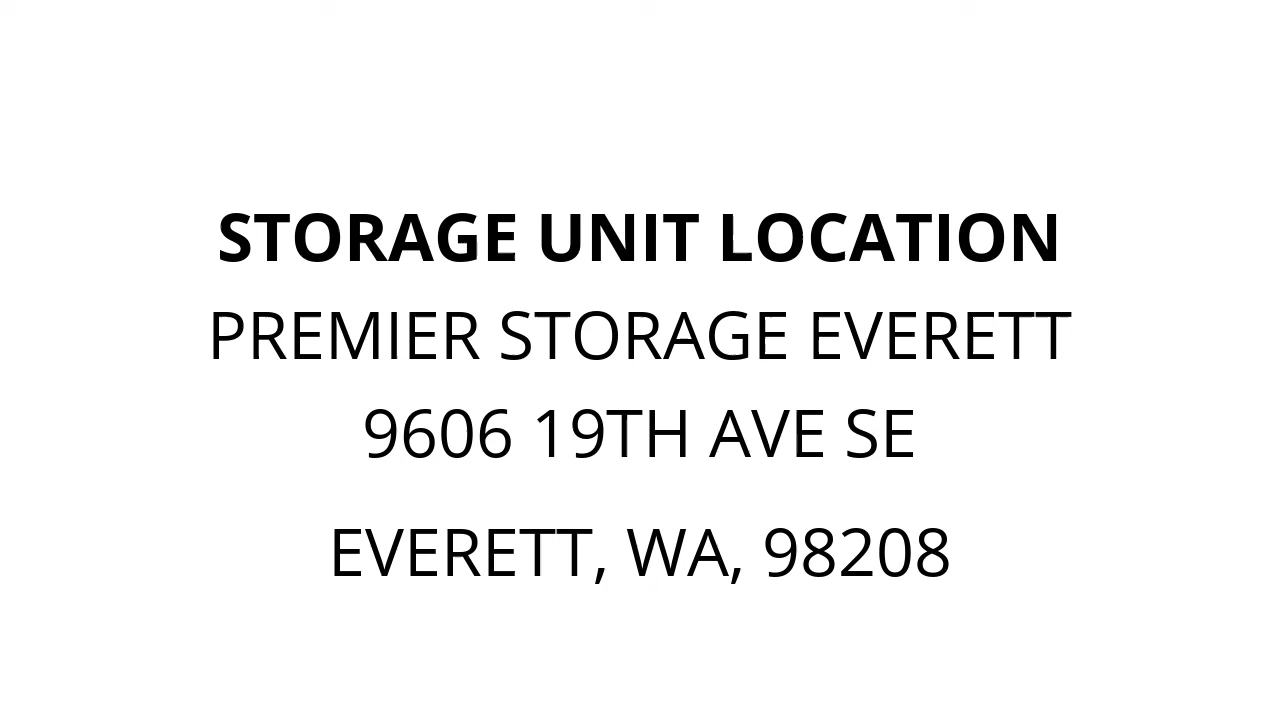 STORAGE UNIT LOCATION
PREMIER STORAGE EVERETT
9606 19TH AVE SE
EVERETT, WA, 98208